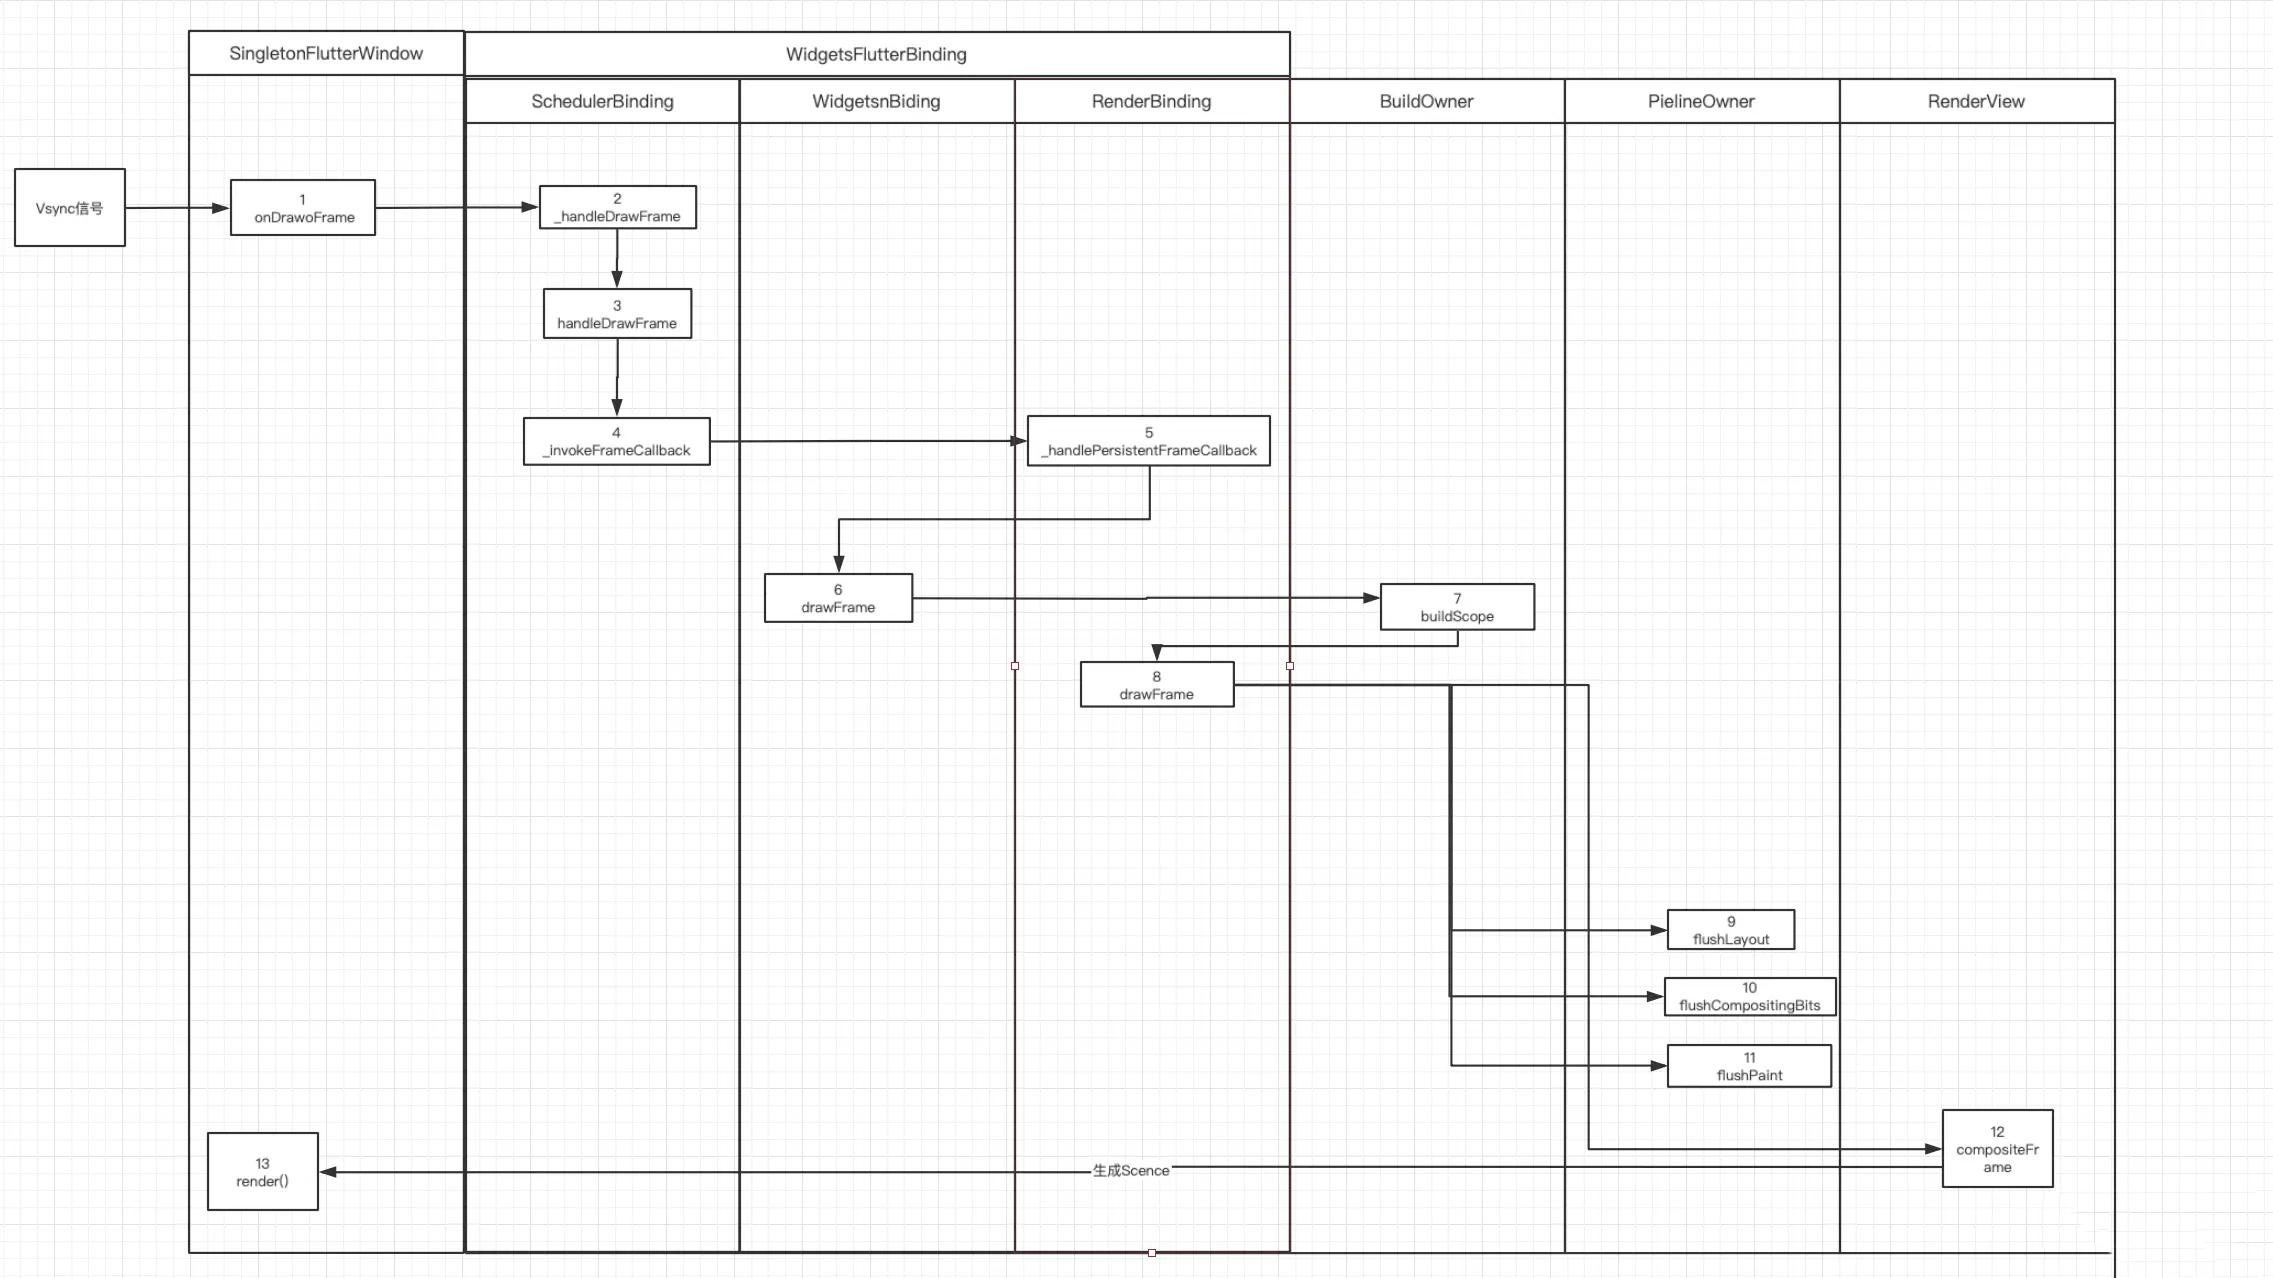 SingletonFlutterWindow
WidgetsFlutterBinding
SchedulerBinding
WidgetsnBiding
RenderBinding
BuildOwner
PielineOwner
RenderView
Vsync信号
1
onDrawoFrame
2
_handleDrawFrame
3
handleDrawFrame
4
_invokeFrameCallback
5
_handlePersistentFrameCallback
6
drawFrame
7
buildScope
8
drawFrame
9
flushLayout
10
flushCompositingBits
11
flushPaint
12
compositeFr
ame
生成Scence
13
render()